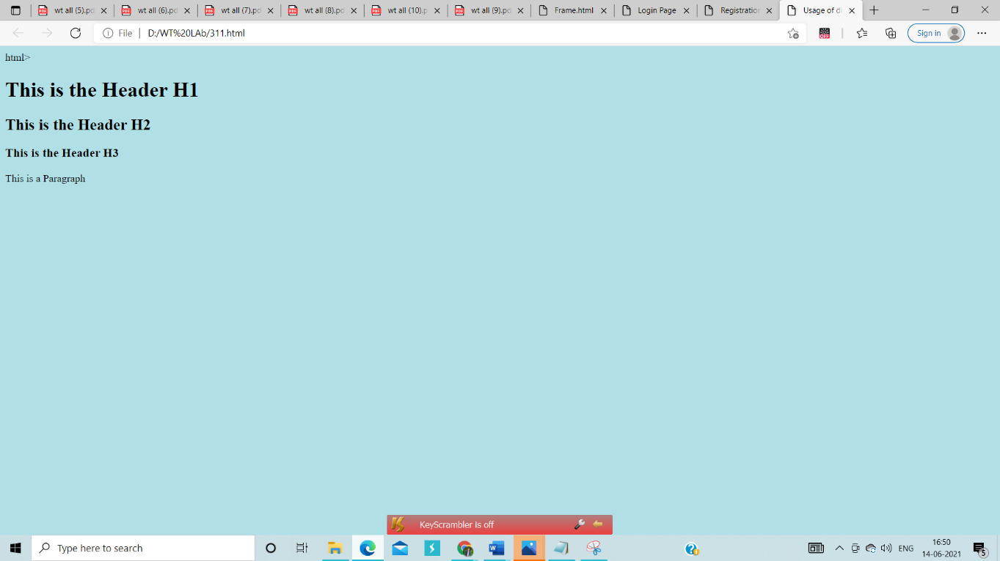 wt all (5).pd
wt all (6).pd
wt all (7).pd
wt all (8).pd
wt all (10).p
wt all (9).pd
Frame.html
Login Page
Registration
Usage of di
File
D:/WT%20LAb/311.html
OFF
Sign in
html>
This is the Header H1
This is the Header H2
This is the Header H3
This is a Paragraph
KeyScrambler is off
Type here to search
ENG
16:50
14-06-2021
5